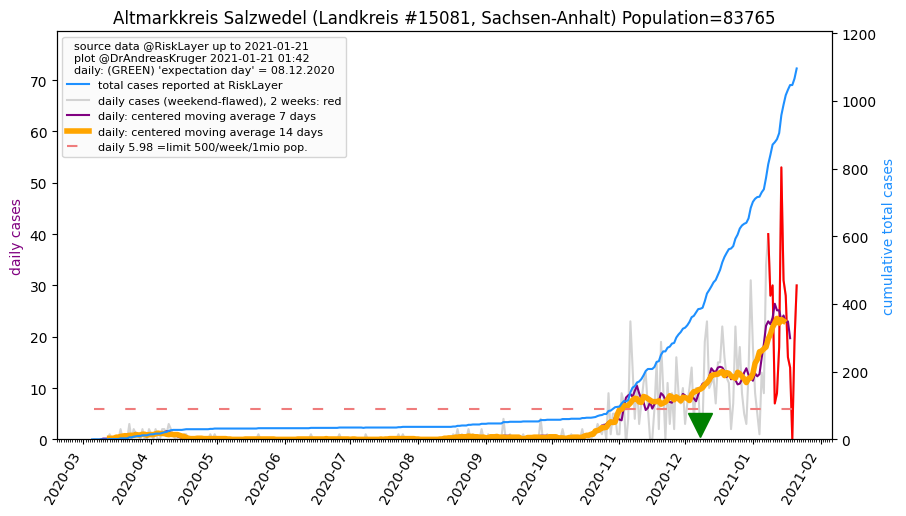 Altmarkkreis Salzwedel (Landkreis #15081, Sachsen-Anhalt) Population=83765
source data @RiskLayer up to 2021-01-21
plot @DrAndreasKruger 2021-01-21 01:42
daily: (GREEN) 'expectation day' = 08.12.2020
total cases reported at RiskLayer
daily cases (weekend-flawed), 2 weeks: red
daily: centered moving average 7 days
daily: centered moving average 14 days
daily 5.98 =limit 500/week/1mio pop.
daily cases
0
10
20
30
40
50
60
70
cumulative total cases
0
200
400
600
800
1000
1200
2020-03
2020-04
2020-05
2020-06
2020-07
2020-08
2020-09
2020-10
2020-11
2020-12
2021-01
2021-02